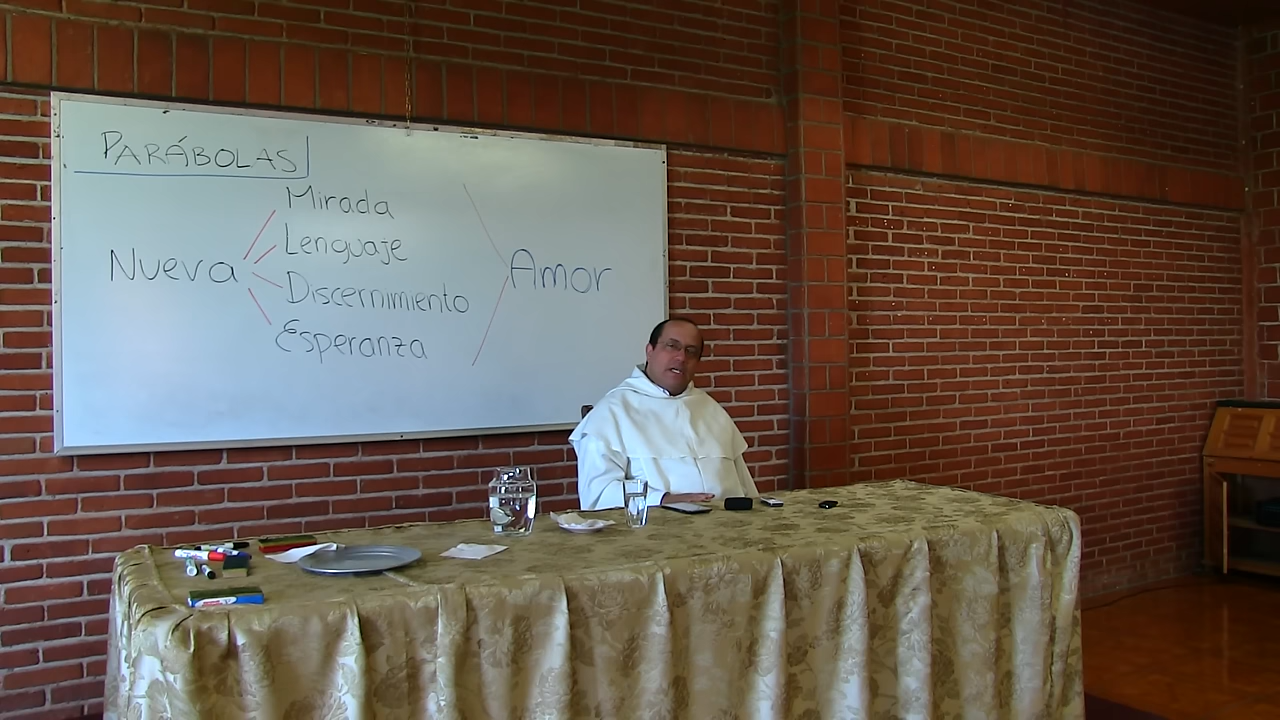 PARÁBOLAS
Mirada
Lenguaje
Nueva
Amor
Discernimiento
Esperanza